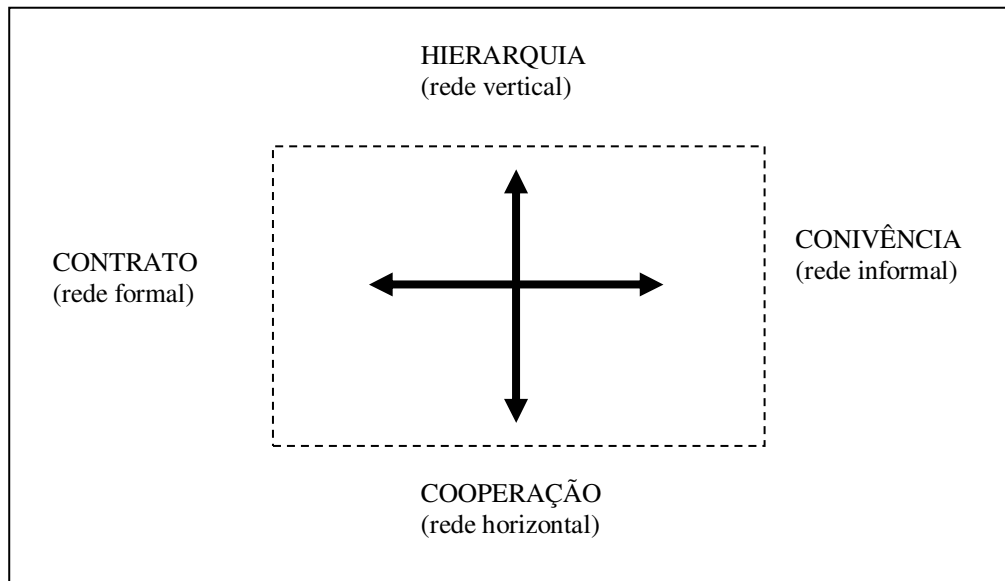 HIERARQUIA
(rede vertical)
CONTRATO
(rede formal)
CONIVÊNCIA
(rede informal)
COOPERAÇÃO
(rede horizontal)